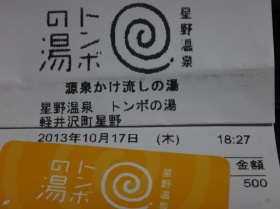 星野温泉
トンボの湯
源泉かけ流しの湯
星野温泉 トンボの湯
軽井沢町星野
2013年10月17日 (木) 18:27
金額
500
星野温泉
トンボの湯